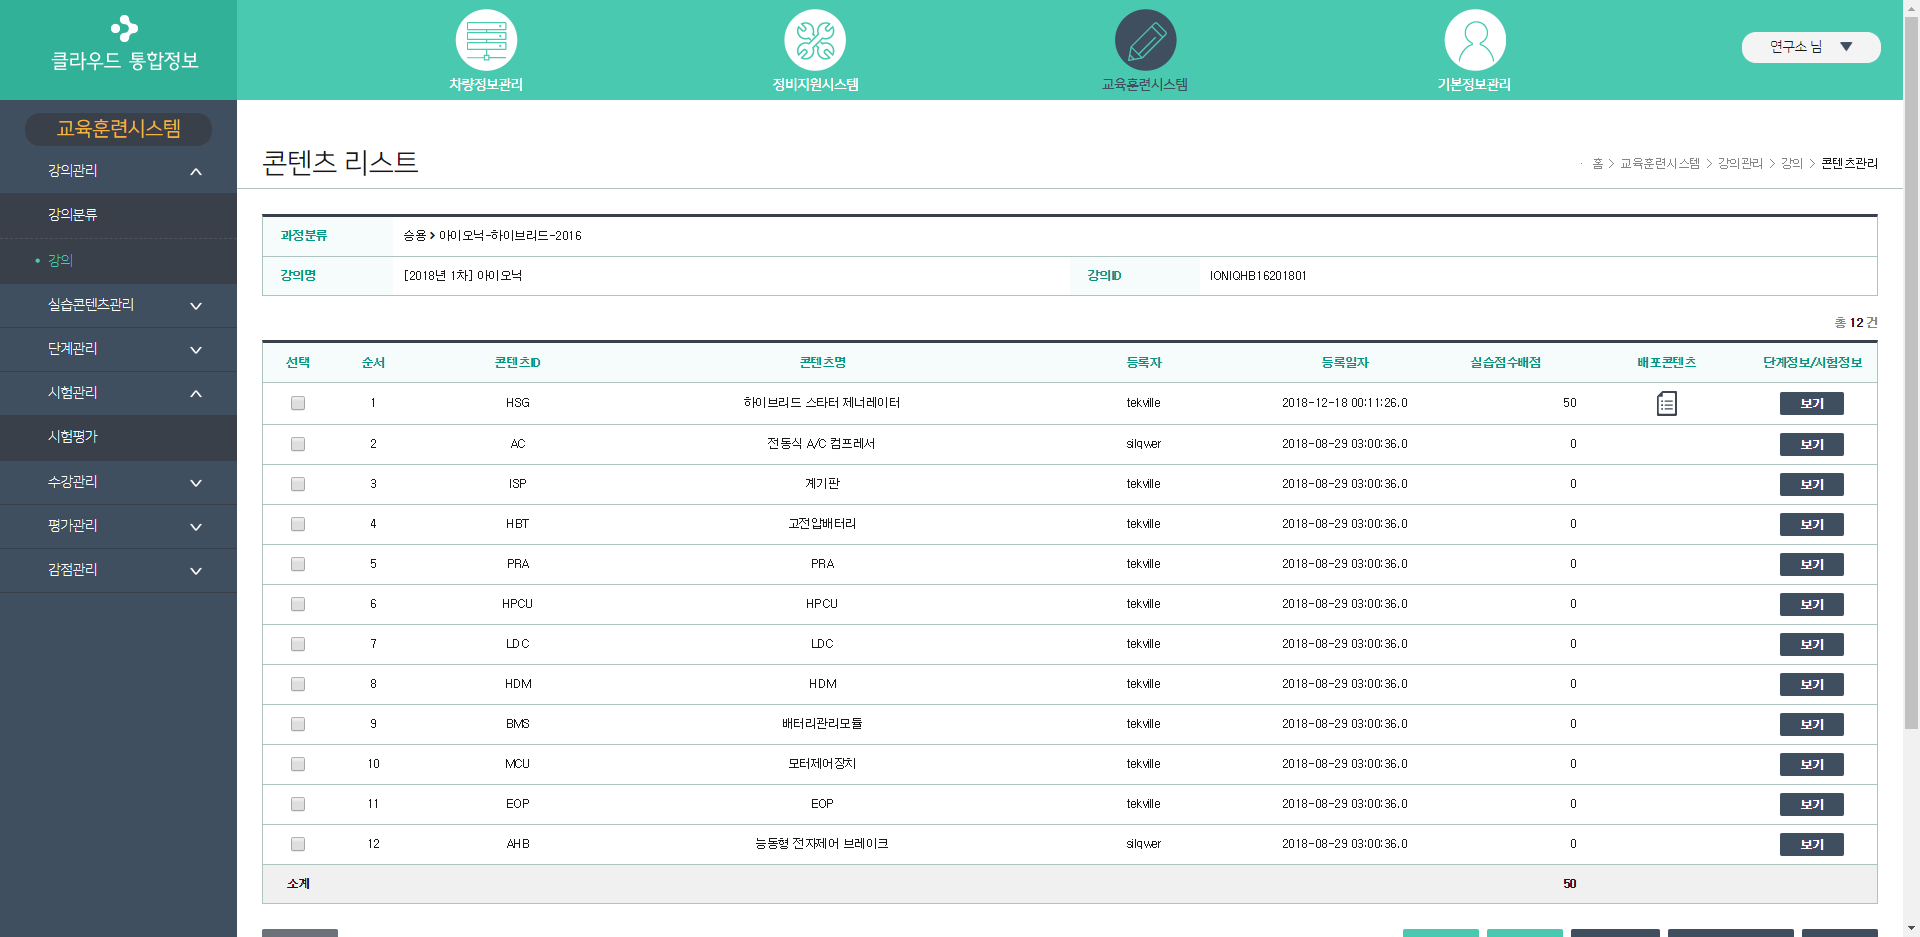 클라우드 통합정보
차량정보관리
정비지원시스템
교육훈련시스템
기본정보관리
연구소 님 ▼
교육훈련시스템
강의관리
강의분류
• 강의
실습콘텐츠관리
단계관리
시험관리
시험평가
수강관리
평가관리
감점관리
콘텐츠 리스트
· 홈 > 교육훈련시스템 > 강의관리 > 강의 > 콘텐츠관리
과정분류 승용 > 아이오닉-하이브리드-2016
강의명 [2018년 1차] 아이오닉 강의ID IONIQHB16201801
총 12 건
선택 순서 콘텐츠ID 콘텐츠명 등록자 등록일자 실습점수배점 배포콘텐츠 단계정보/시험정보
1 HSG 하이브리드 스타터 제너레이터 tekville 2018-12-18 00:11:26.0 50 보기
2 AC 전동식 A/C 컴프레서 silqwer 2018-08-29 03:00:36.0 0 보기
3 ISP 계기판 tekville 2018-08-29 03:00:36.0 0 보기
4 HBT 고전압배터리 tekville 2018-08-29 03:00:36.0 0 보기
5 PRA PRA tekville 2018-08-29 03:00:36.0 0 보기
6 HPCU HPCU tekville 2018-08-29 03:00:36.0 0 보기
7 LDC LDC tekville 2018-08-29 03:00:36.0 0 보기
8 HDM HDM tekville 2018-08-29 03:00:36.0 0 보기
9 BMS 배터리관리모듈 tekville 2018-08-29 03:00:36.0 0 보기
10 MCU 모터제어장치 tekville 2018-08-29 03:00:36.0 0 보기
11 EOP EOP tekville 2018-08-29 03:00:36.0 0 보기
12 AHB 능동형 전자제어 브레이크 silqwer 2018-08-29 03:00:36.0 0 보기
소계 50